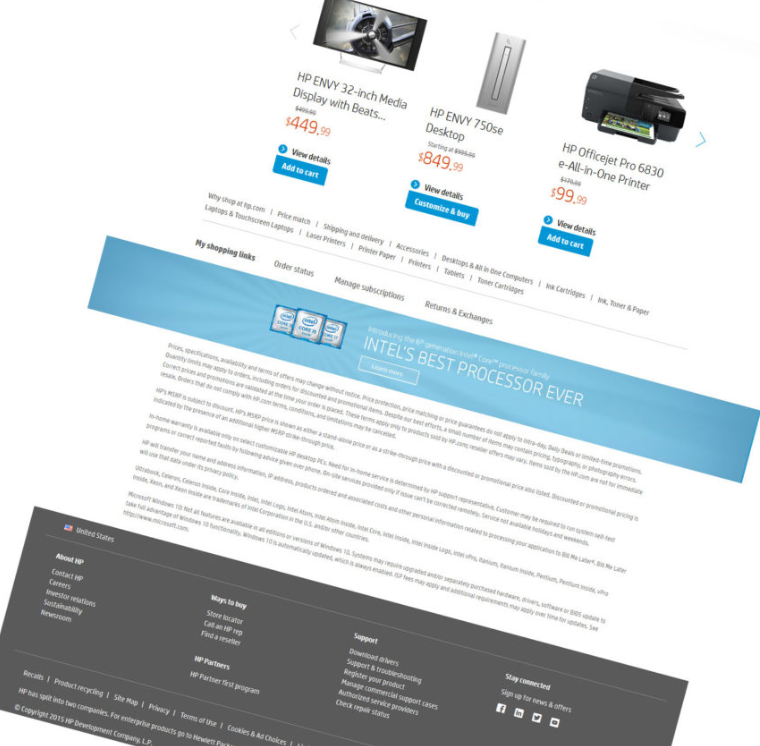 HP ENVY 32-inch Media
Display with Beats...
$449.99
View details
Add to cart
HP ENVY 750se
Desktop
Starting at $999.99
$849.99
View details
Customize & buy
HP Officejet Pro 6830
e-All-in-One Printer
$99.99
View details
Add to cart
Why shop at hp.com | Price match | Shipping and delivery | Accessories | Desktops & All in One Computers | Ink Cartridges | Ink, Toner & Paper
Laptops & Touchscreen Laptops | Laser Printers | Printer Paper | Printers | Tablets | Toner Cartridges
My shopping links
Order status
Manage subscriptions
Returns & Exchanges
Introducing the 6th generation Intel® Core™ processor family
INTEL'S BEST PROCESSOR EVER
Learn more
Prices, specifications, availability and terms of offers may change without notice. Price protection, price matching or price guarantees do not apply to Intra-day, Daily Deals or limited-time promotions.
Quantity limits may apply to orders, including orders for discounted and promotional items. Despite our best efforts, a small number of items may contain pricing, typography, or photography errors.
Correct prices and promotions are validated at the time your order is placed. These terms apply only to products sold by HP.com; reseller offers may vary. Items sold by HP.com are not for immediate
resale. Orders that do not comply with HP.com terms, conditions, and limitations may be cancelled.
HP's MSRP is subject to discount. HP's MSRP price is shown as either a stand-alone price or as a strike-through price with a discounted or promotional price also listed. Discounted or promotional pricing is
indicated by the presence of an additional higher MSRP strike-through price.
In-home warranty is available only on select customizable HP desktop PCs. Need for in-home service is determined by HP support representative. Customer may be required to run system self-test
programs or correct reported faults by following advice given over phone. On-site services provided only if issue can't be corrected remotely. Service not available holidays and weekends.
HP will transfer your name and address information, IP address, products ordered and associated costs and other personal information related to processing your application to Bill Me Later®. Bill Me Later
will use that data under its privacy policy.
Ultrabook, Celeron, Celeron Inside, Core Inside, Intel, Intel Logo, Intel Atom, Intel Atom Inside, Intel Core, Intel Inside, Intel Inside Logo, Intel vPro, Itanium, Itanium Inside, Pentium, Pentium Inside, vPro
Inside, Xeon, and Xeon Inside are trademarks of Intel Corporation in the U.S. and/or other countries.
Microsoft Windows 10: Not all features are available in all editions or versions of Windows 10. Systems may require upgraded and/or separately purchased hardware, drivers, software or BIOS update to
take full advantage of Windows 10 functionality. Windows 10 is automatically updated, which is always enabled. ISP fees may apply and additional requirements may apply over time for updates. See
http://www.microsoft.com.
United States
About HP
Contact HP
Careers
Investor relations
Sustainability
Newsroom
Ways to buy
Store locator
Call an HP rep
Find a reseller
HP Partners
HP Partner first program
Support
Download drivers
Support & troubleshooting
Register your product
Manage commercial support cases
Authorized service providers
Check repair status
Stay connected
Sign up for news & offers
Recalls | Product recycling | Site Map | Privacy | Terms of Use | Cookies & Ad Choices |
HP has split into two companies. For enterprise products go to Hewlett
© Copyright 2015 HP Development Company, L.P.